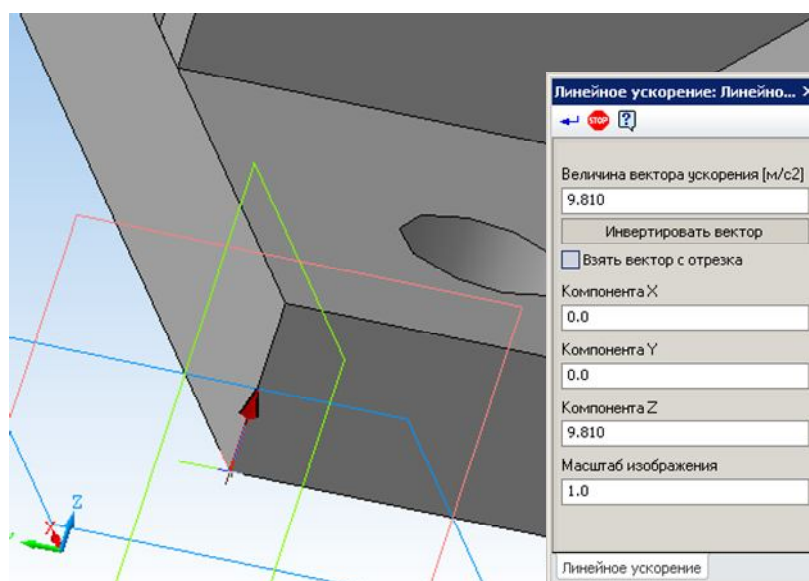 Линейное ускорение: Линейно...
STOP
?
Величина вектора ускорения [м/с2]
9.810
Инвертировать вектор
Взять вектор с отрезка
Компонента X
0.0
Компонента Y
0.0
Компонента Z
9.810
Масштаб изображения
1.0
Линейное ускорение
Z
X